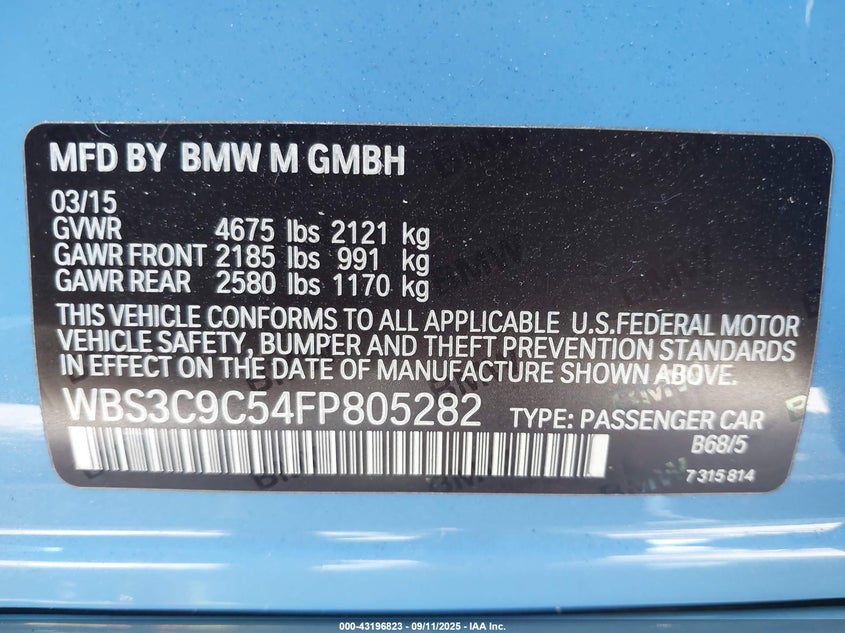 MFD BY BMW M GMBH
03/15
GVWR 4675 lbs 2121 kg
GAWR FRONT 2185 lbs 991 kg
GAWR REAR 2580 lbs 1170 kg
THIS VEHICLE CONFORMS TO ALL APPLICABLE U.S.FEDERAL MOTOR
VEHICLE SAFETY, BUMPER AND THEFT PREVENTION STANDARDS
IN EFFECT ON THE DATE OF MANUFACTURE SHOWN ABOVE.
WBS3C9C54FP805282 TYPE: PASSENGER CAR
B68/5
7 315 814
000-43196823 - 09/11/2025 - IAA Inc.